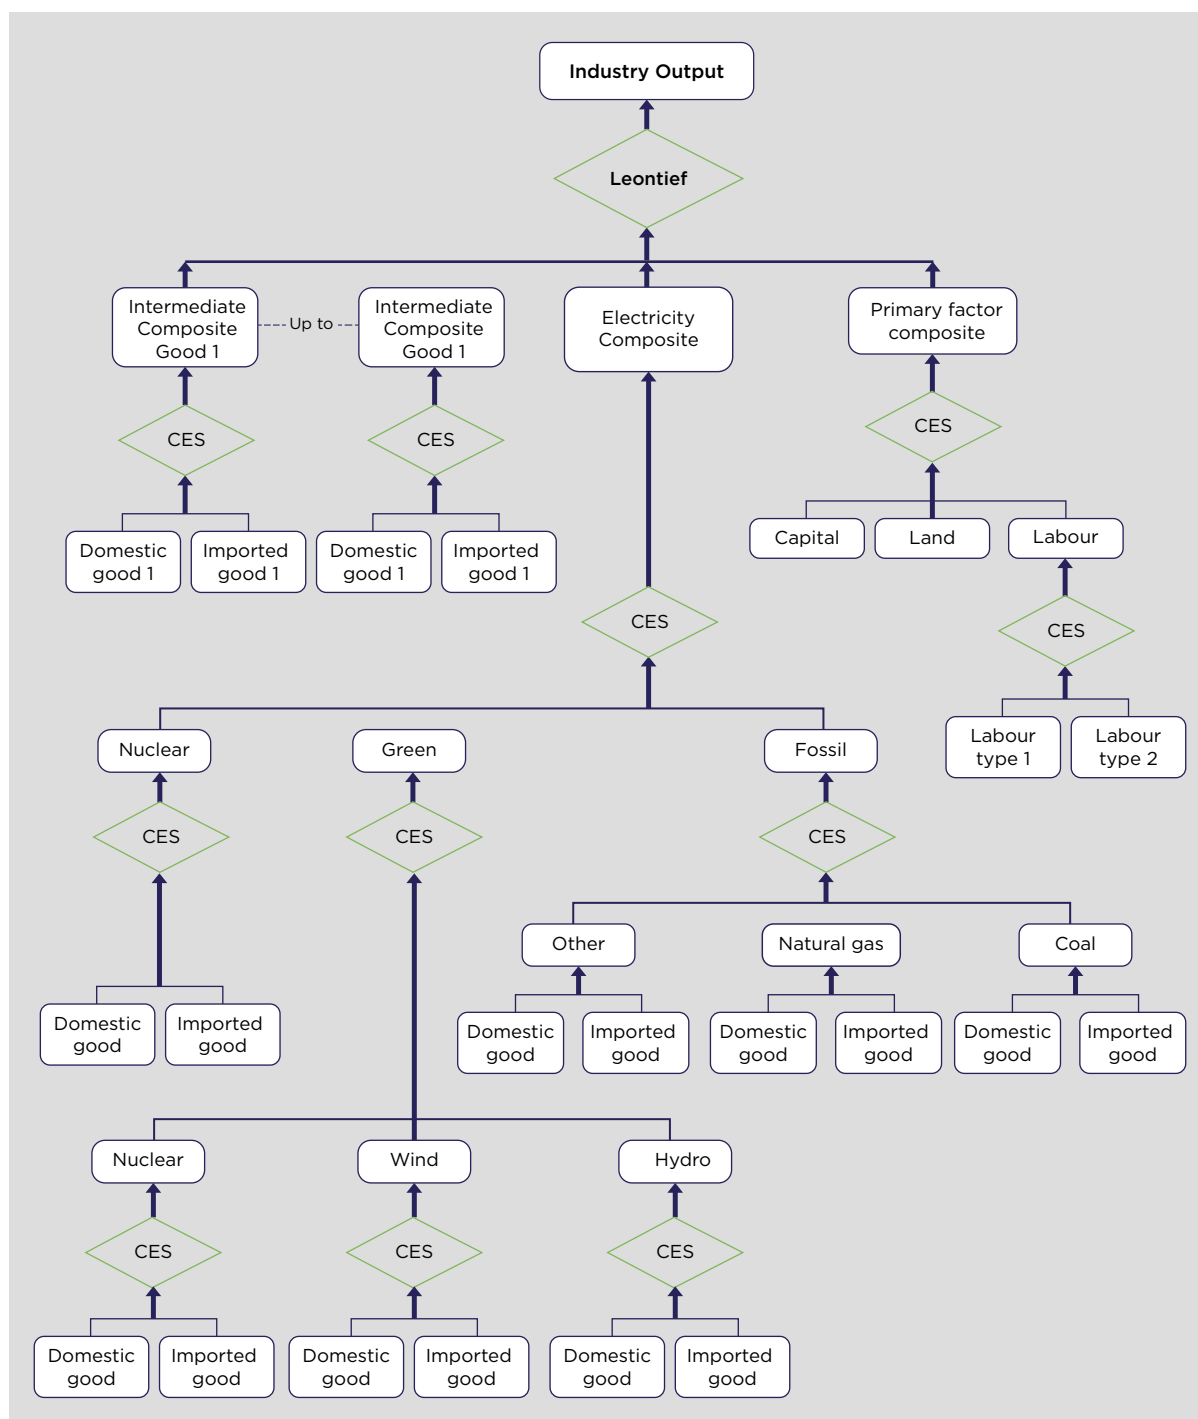 Industry Output
Leontief
Intermediate
Composite
Good 1
Up to
Intermediate
Composite
Good 1
Electricity
Composite
Primary factor
composite
CES
CES
CES
Domestic
good 1
Imported
good 1
Domestic
good 1
Imported
good 1
Capital
Land
Labour
CES
CES
Labour
type 1
Labour
type 2
Nuclear
Green
Fossil
CES
CES
CES
Other
Natural gas
Coal
Domestic
good
Imported
good
Domestic
good
Imported
good
Domestic
good
Imported
good
Domestic
good
Imported
good
Nuclear
Wind
Hydro
CES
CES
CES
Domestic
good
Imported
good
Domestic
good
Imported
good
Domestic
good
Imported
good